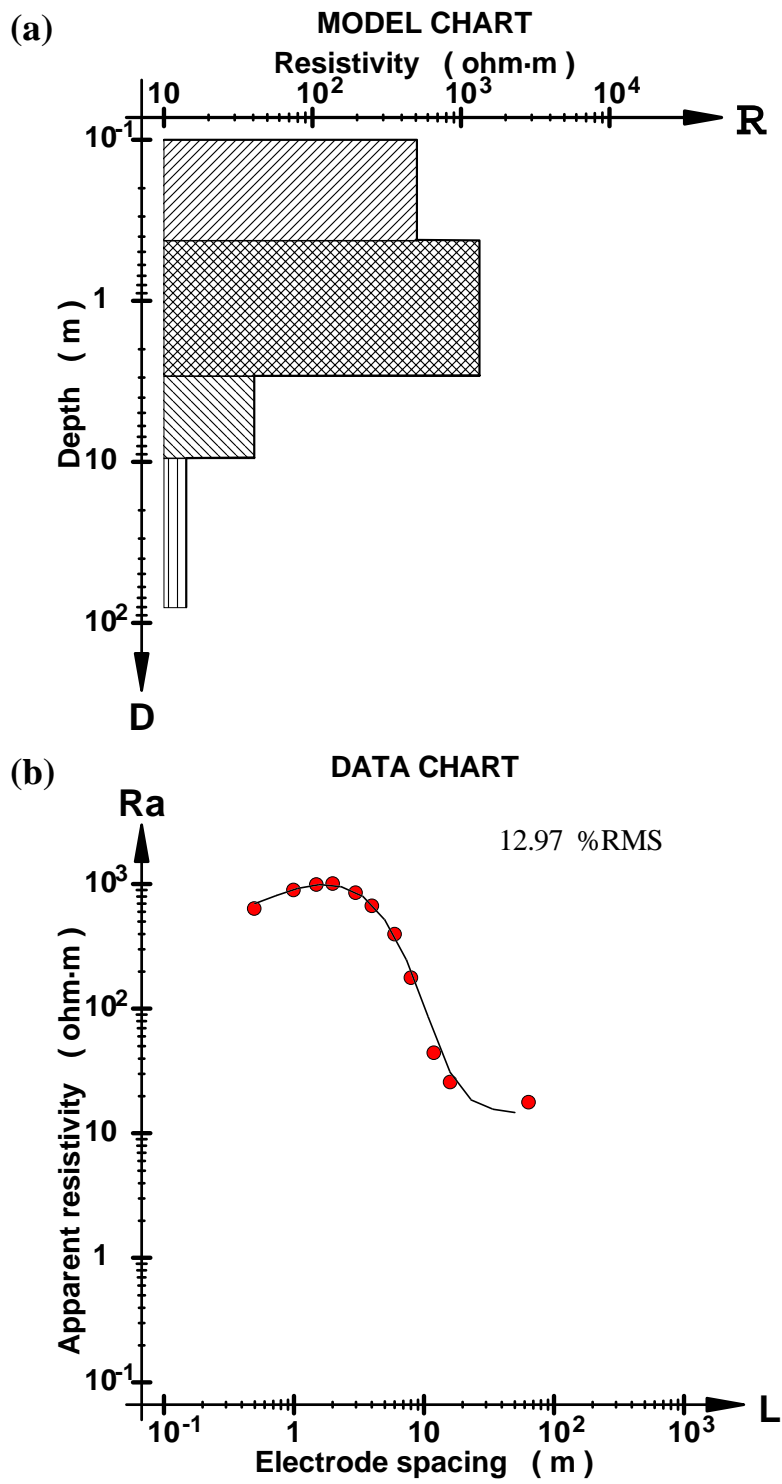 (a)
MODEL CHART
Resistivity ( ohm·m )
10 10² 10³ 10⁴
R
10⁻¹
1
10
10²
Depth ( m )
D
(b)
DATA CHART
Ra
12.97 %RMS
10³
10²
10
1
10⁻¹
Apparent resistivity ( ohm·m )
L
10⁻¹ 1 10 10² 10³
Electrode spacing ( m )